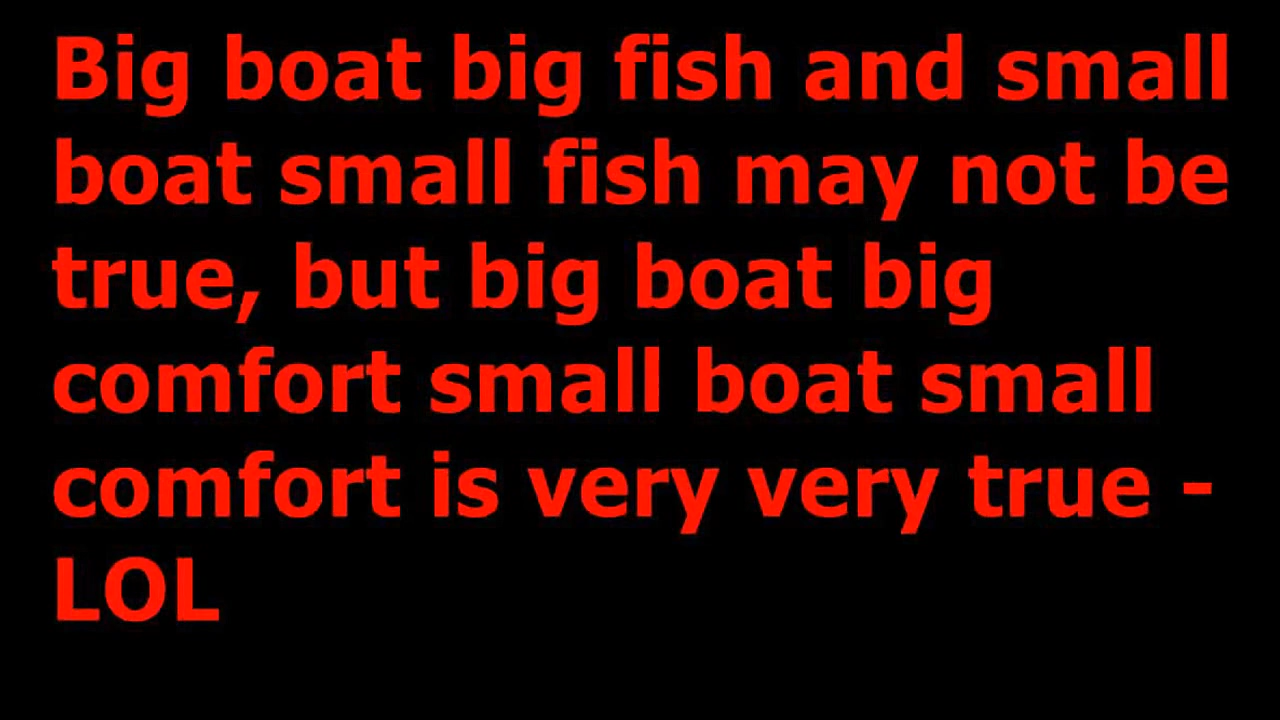 Big boat big fish and small
boat small fish may not be
true, but big boat big
comfort small boat small
comfort is very very true -
LOL